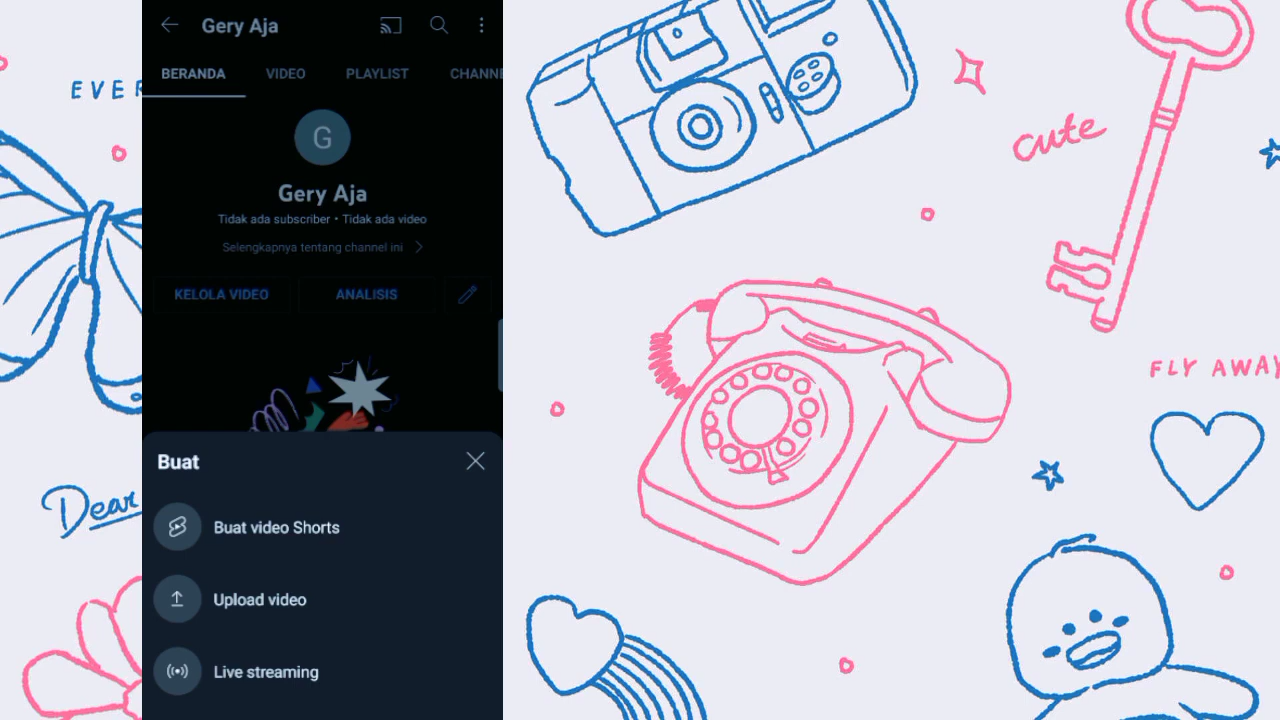 Gery Aja
BERANDA VIDEO PLAYLIST CHANNE
G
Gery Aja
Tidak ada subscriber • Tidak ada video
Selengkapnya tentang channel ini
KELOLA VIDEO ANALISIS
Buat
Buat video Shorts
Upload video
Live streaming
EVER
Dear
cute
FLY AWAY